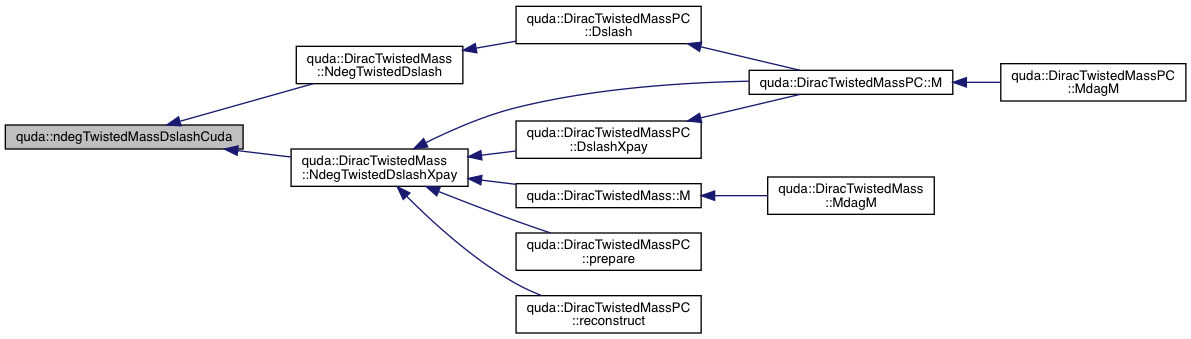 quda::ndegTwistedMassDslashCuda
quda::DiracTwistedMass
::NdegTwistedDslash
quda::DiracTwistedMass
::NdegTwistedDslashXpay
quda::DiracTwistedMassPC
::Dslash
quda::DiracTwistedMassPC
::DslashXpay
quda::DiracTwistedMass::M
quda::DiracTwistedMassPC
::prepare
quda::DiracTwistedMassPC
::reconstruct
quda::DiracTwistedMassPC::M
quda::DiracTwistedMass
::MdagM
quda::DiracTwistedMassPC
::MdagM